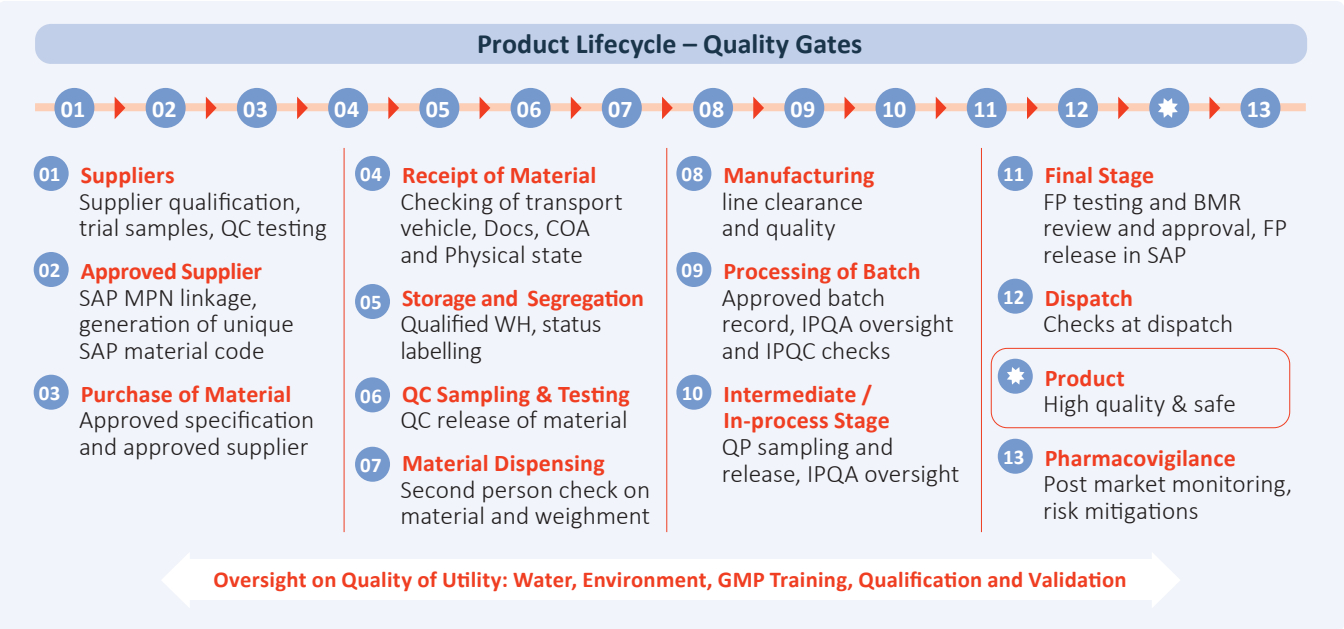 Product Lifecycle – Quality Gates
01 02 03 04 05 06 07 08 09 10 11 12 13
01 Suppliers
Supplier qualification,
trial samples, QC testing
02 Approved Supplier
SAP MPN linkage,
generation of unique
SAP material code
03 Purchase of Material
Approved specification
and approved supplier
04 Receipt of Material
Checking of transport
vehicle, Docs, COA
and Physical state
05 Storage and Segregation
Qualified WH, status
labelling
06 QC Sampling & Testing
QC release of material
07 Material Dispensing
Second person check on
material and weighment
08 Manufacturing
line clearance
and quality
09 Processing of Batch
Approved batch
record, IPQA oversight
and IPQC checks
10 Intermediate /
In-process Stage
QP sampling and
release, IPQA oversight
11 Final Stage
FP testing and BMR
review and approval, FP
release in SAP
12 Dispatch
Checks at dispatch
Product
High quality & safe
13 Pharmacovigilance
Post market monitoring,
risk mitigations
Oversight on Quality of Utility: Water, Environment, GMP Training, Qualification and Validation